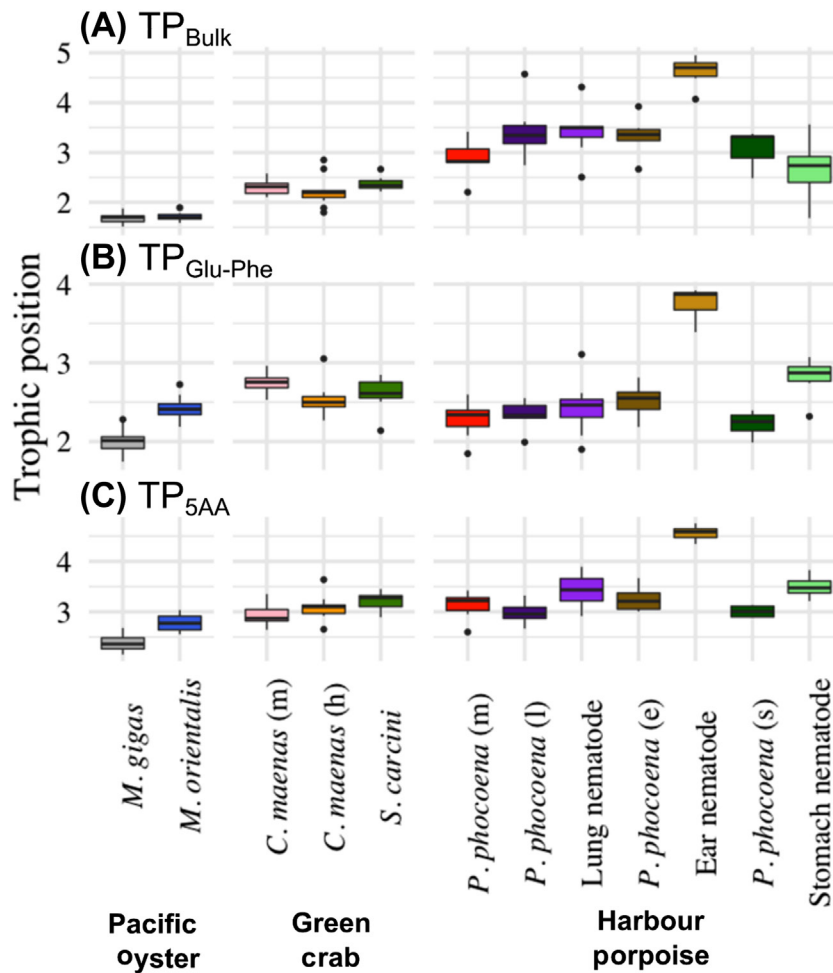 (A) TPBulk
5
4
3
2
(B) TPGlu-Phe
4
3
2
(C) TP5AA
4
3
Trophic position
M. gigas
M. orientalis
C. maenas (m)
C. maenas (h)
S. carcini
P. phocoena (m)
P. phocoena (l)
Lung nematode
P. phocoena (e)
Ear nematode
P. phocoena (s)
Stomach nematode
Pacific
oyster
Green
crab
Harbour
porpoise